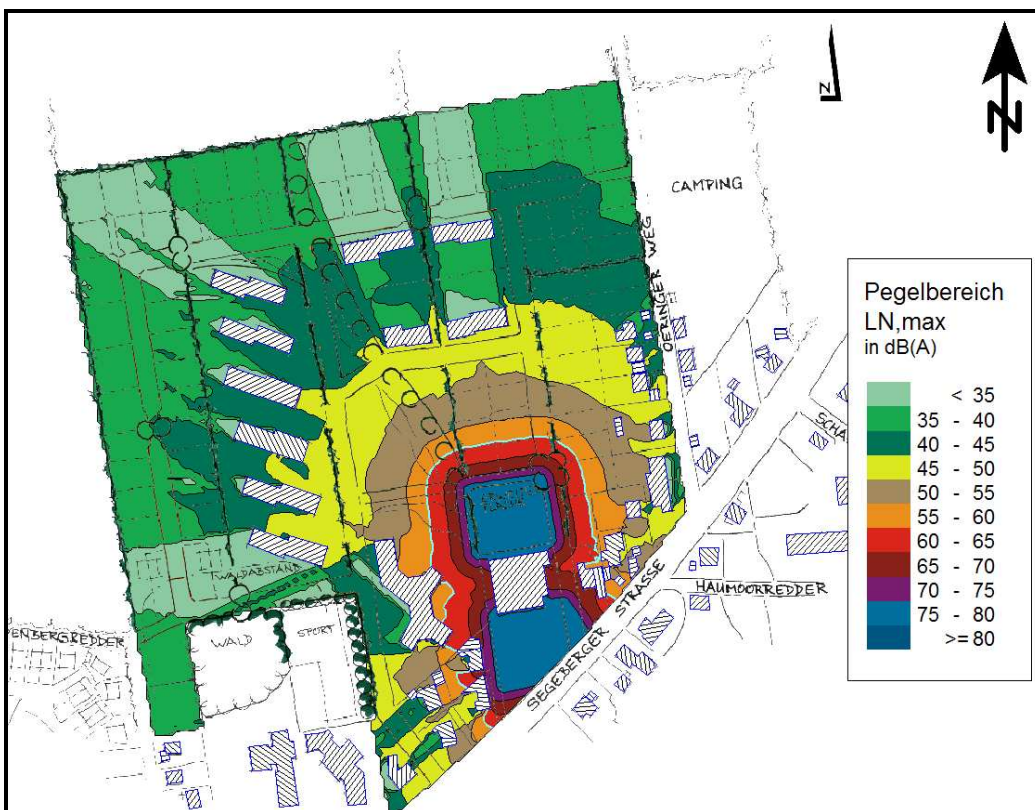 N
N
CAMPING
OERINGER WEG
Pegelbereich
LN,max
in dB(A)
< 35
35 - 40
40 - 45
45 - 50
50 - 55
55 - 60
60 - 65
65 - 70
70 - 75
75 - 80
>= 80
WALDABSTAND
WALD
SPORT
ENBERGREDDER
SEGEBERGER STRASSE
HAUMOORREDDER
SCHA